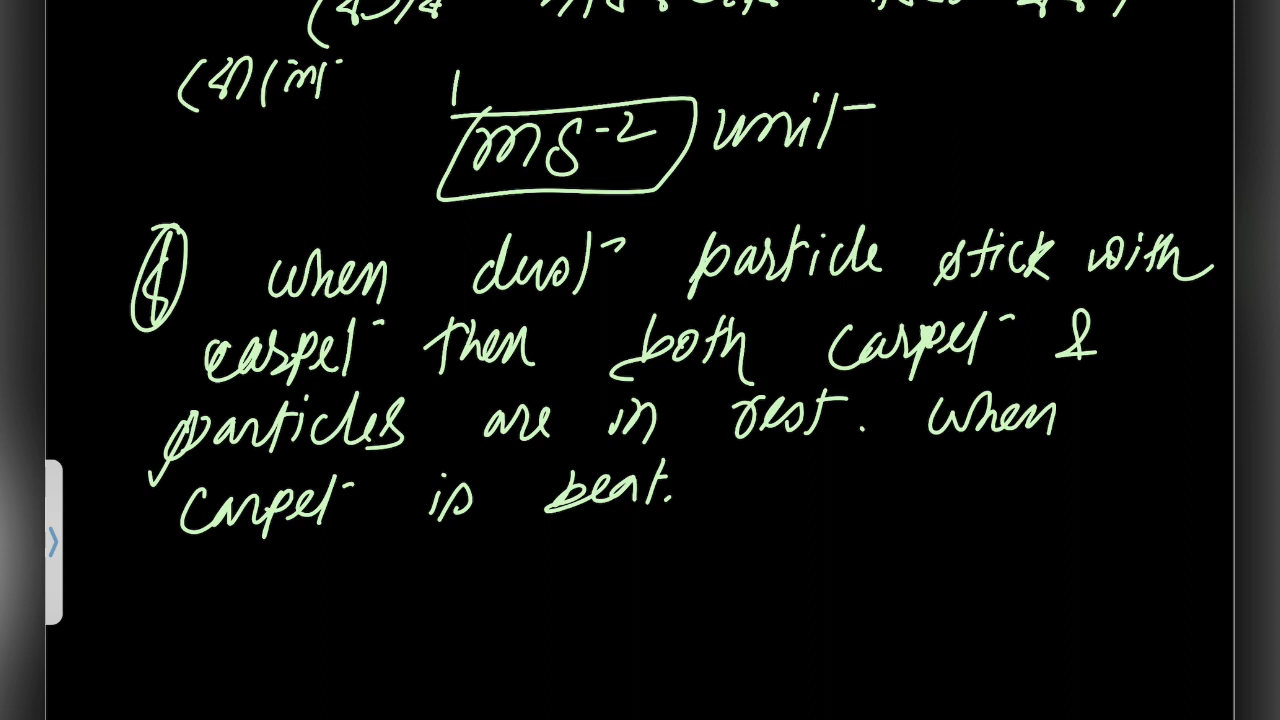 ms-2 unit
when dust particle stick with
carpet then both carpet &
particles are in rest. when
carpet is beat.